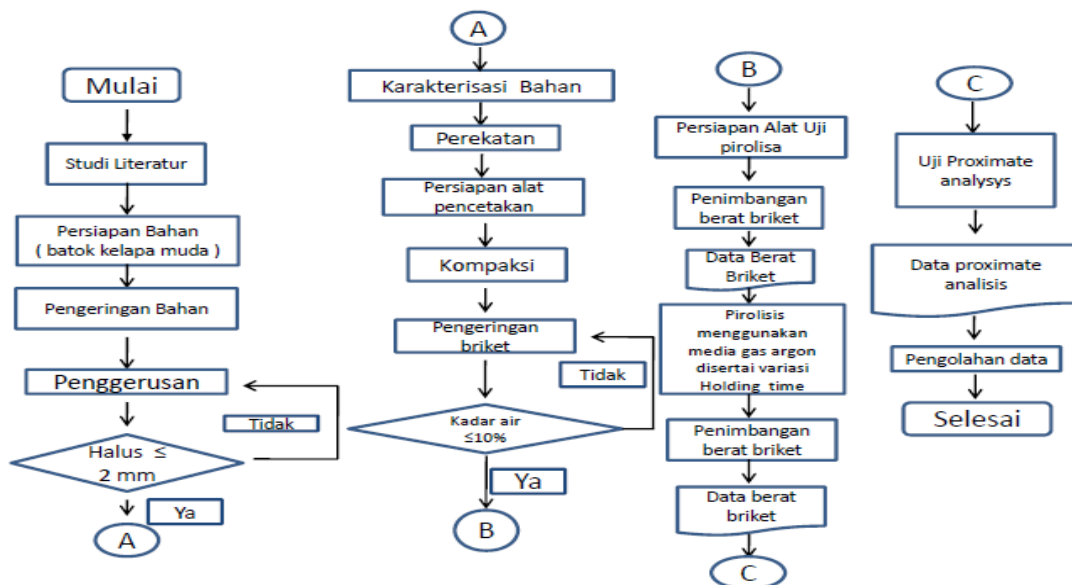 Mulai
Studi Literatur
Persiapan Bahan
( batok kelapa muda )
Pengeringan Bahan
Penggerusan
Tidak
Halus ≤
2 mm
Ya
A
A
Karakterisasi Bahan
Perekatan
Persiapan alat
pencetakan
Kompaksi
Pengeringan
briket
Tidak
Kadar air
≤10%
Ya
B
B
Persiapan Alat Uji
pirolisa
Penimbangan
berat briket
Data Berat
Briket
Pirolisis
menggunakan
media gas argon
disertai variasi
Holding time
Penimbangan
berat briket
Data berat
briket
C
C
Uji Proximate
analysys
Data proximate
analisis
Pengolahan data
Selesai